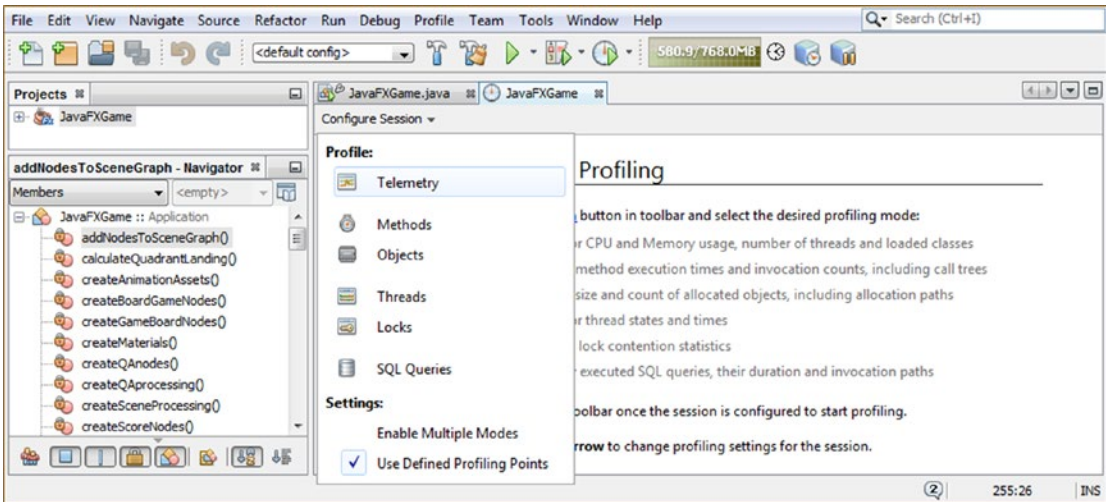 File Edit View Navigate Source Refactor Run Debug Profile Team Tools Window Help
Search (Ctrl+I)
<default config>
580.9/768.0MB
Projects
JavaFXGame
addNodesToSceneGraph - Navigator
Members
<empty>
JavaFXGame :: Application
addNodesToSceneGraph()
calculateQuadrantLanding()
createAnimationAssets()
createBoardGameNodes()
createGameBoardNodes()
createMaterials()
createQAnodes()
createQAprocessing()
createSceneProcessing()
createScoreNodes()
JavaFXGame.java
JavaFXGame
Configure Session
Profile:
Telemetry
Methods
Objects
Threads
Locks
SQL Queries
Settings:
Enable Multiple Modes
Use Defined Profiling Points
Profiling
button in toolbar and select the desired profiling mode:
r CPU and Memory usage, number of threads and loaded classes
method execution times and invocation counts, including call trees
size and count of allocated objects, including allocation paths
r thread states and times
lock contention statistics
executed SQL queries, their duration and invocation paths
oolbar once the session is configured to start profiling.
rrow to change profiling settings for the session.
2
255:26
INS